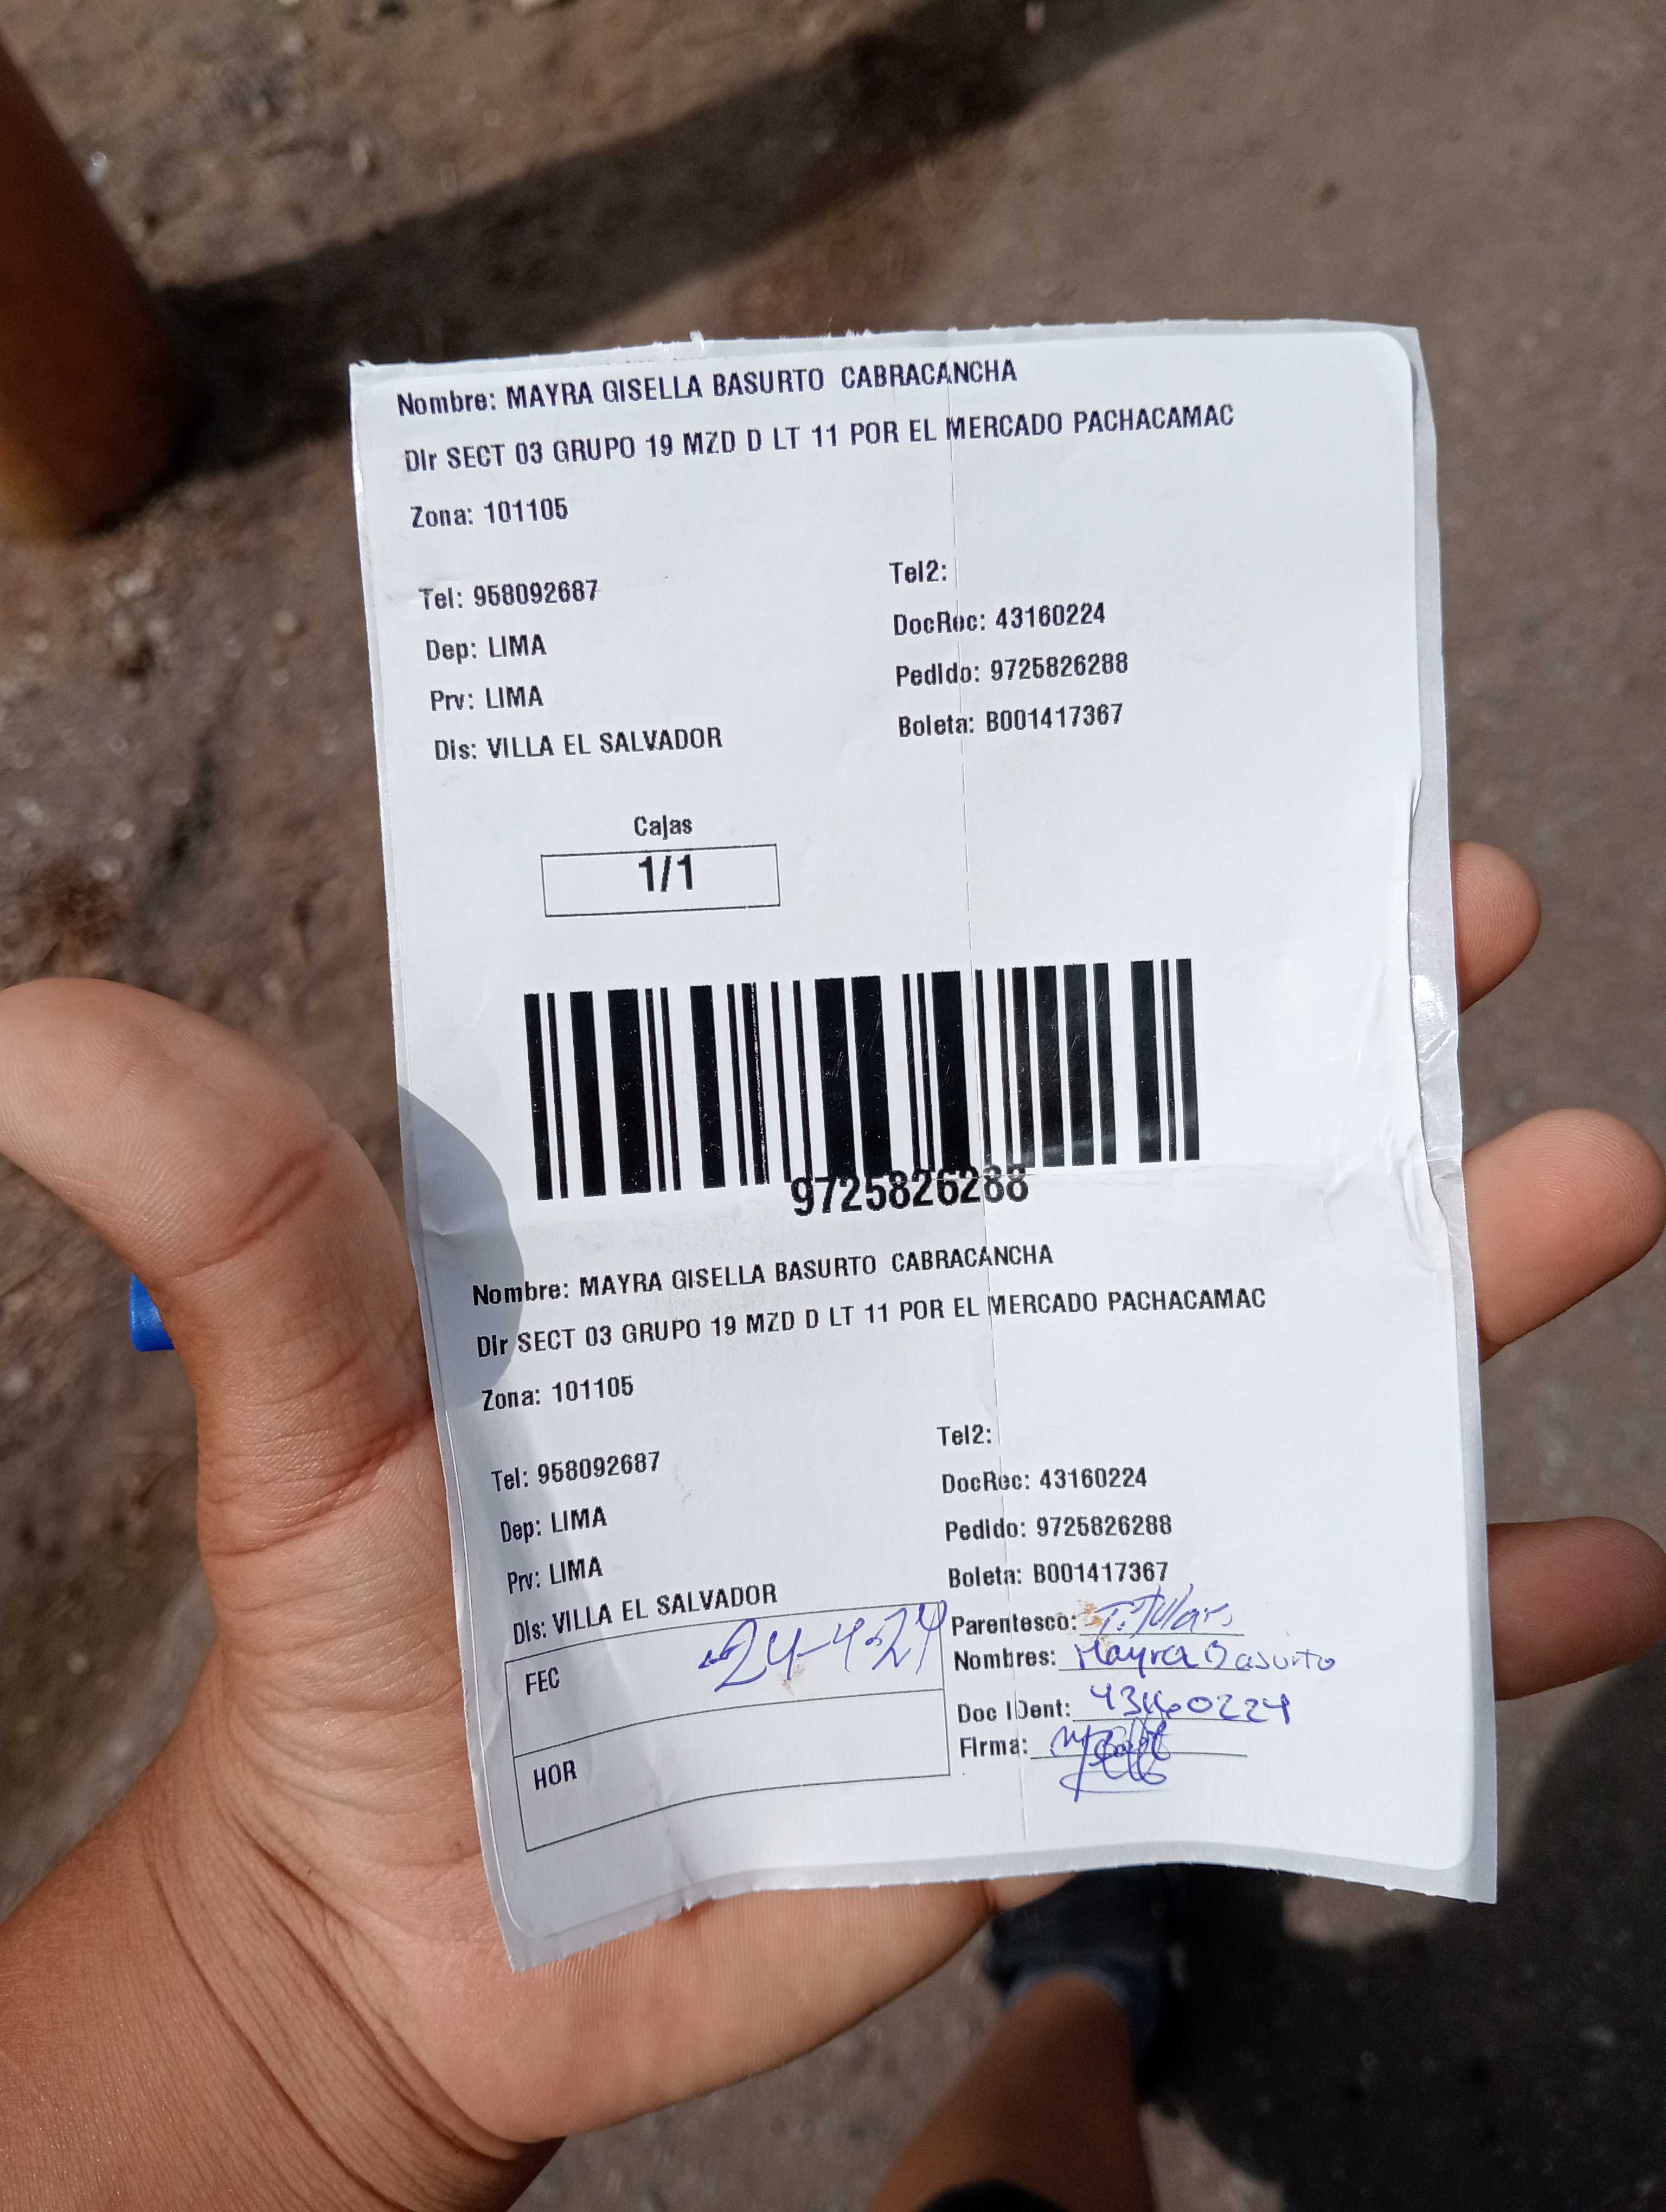 Nombre: MAYRA GISELLA BASURTO CABRACANCHA
Dir SECT 03 GRUPO 19 MZD D LT 11 POR EL MERCADO PACHACAMAC
Zona: 101105
Tel: 958092687 Tel2:
Dep: LIMA DocRec: 43160224
Prv: LIMA Pedido: 9725826288
Dis: VILLA EL SALVADOR Boleta: B001417367
Cajas
1/1
9725826288
Nombre: MAYRA GISELLA BASURTO CABRACANCHA
Dir SECT 03 GRUPO 19 MZD D LT 11 POR EL MERCADO PACHACAMAC
Zona: 101105
Tel: 958092687 Tel2:
Dep: LIMA DocRec: 43160224
Prv: LIMA Pedido: 9725826288
Dis: VILLA EL SALVADOR Boleta: B001417367
Parentesco:
FEC 24-4-24 Nombres: Mayra Basurto
Doc IDent: 43160224
HOR Firma: